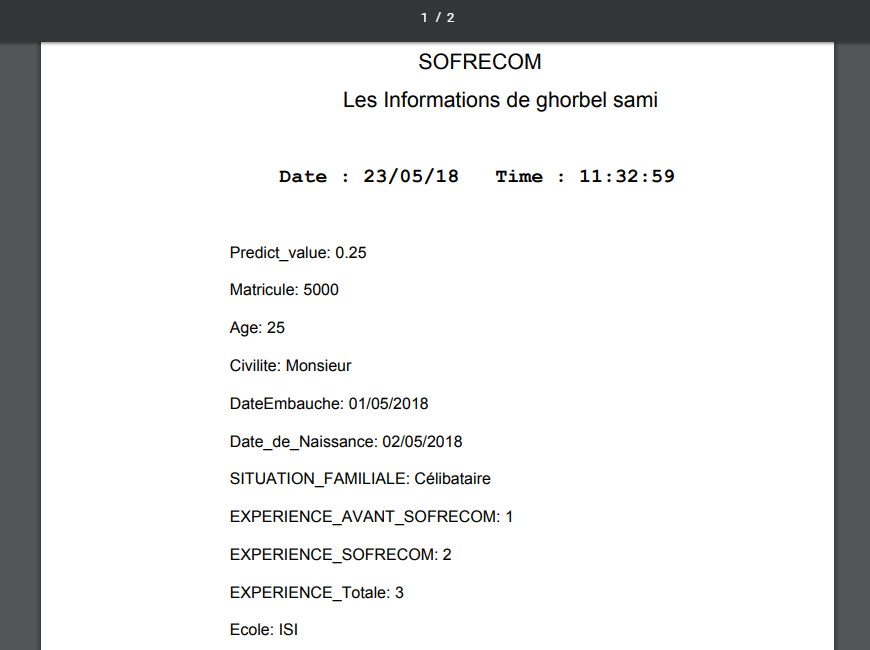 1 / 2
SOFRECOM
Les Informations de ghorbel sami
Date : 23/05/18 Time : 11:32:59
Predict_value: 0.25
Matricule: 5000
Age: 25
Civilite: Monsieur
DateEmbauche: 01/05/2018
Date_de_Naissance: 02/05/2018
SITUATION_FAMILIALE: Célibataire
EXPERIENCE_AVANT_SOFRECOM: 1
EXPERIENCE_SOFRECOM: 2
EXPERIENCE_Totale: 3
Ecole: ISI